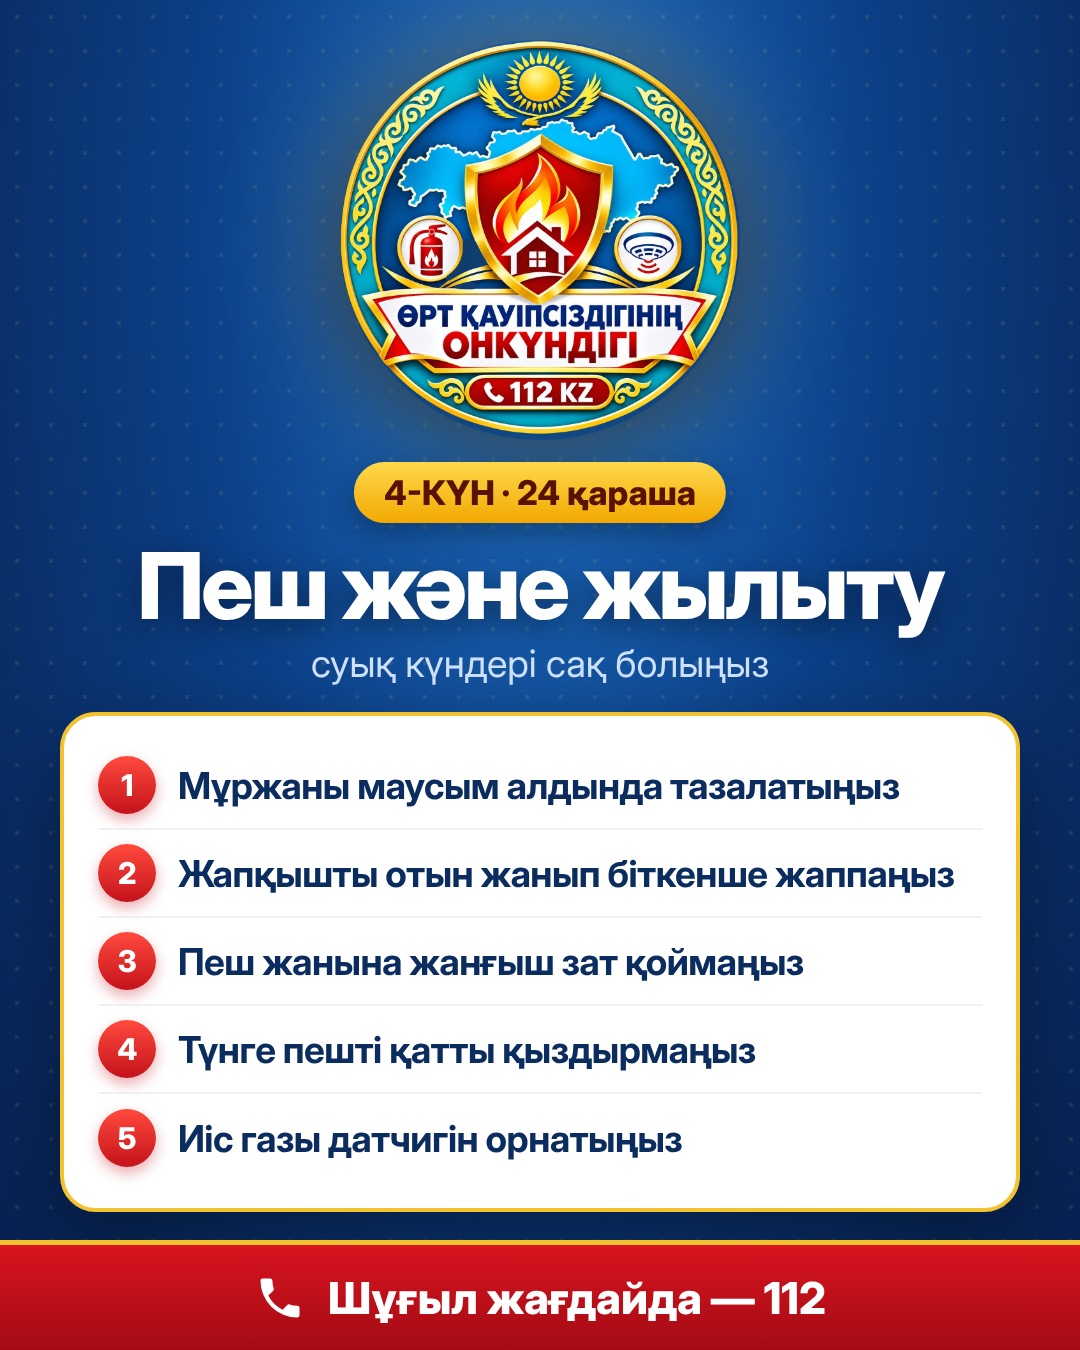 ӨРТ ҚАУІПСІЗДІГІНІҢ
ОНКҮНДІГІ
112 KZ
4-КҮН · 24 қараша
Пеш және жылыту
суық күндері сақ болыңыз
1 Мұржаны маусым алдында тазалатыңыз
2 Жапқышты отын жанып біткенше жаппаңыз
3 Пеш жанына жанғыш зат қоймаңыз
4 Түнге пешті қатты қыздырмаңыз
5 Иіс газы датчигін орнатыңыз
Шұғыл жағдайда — 112